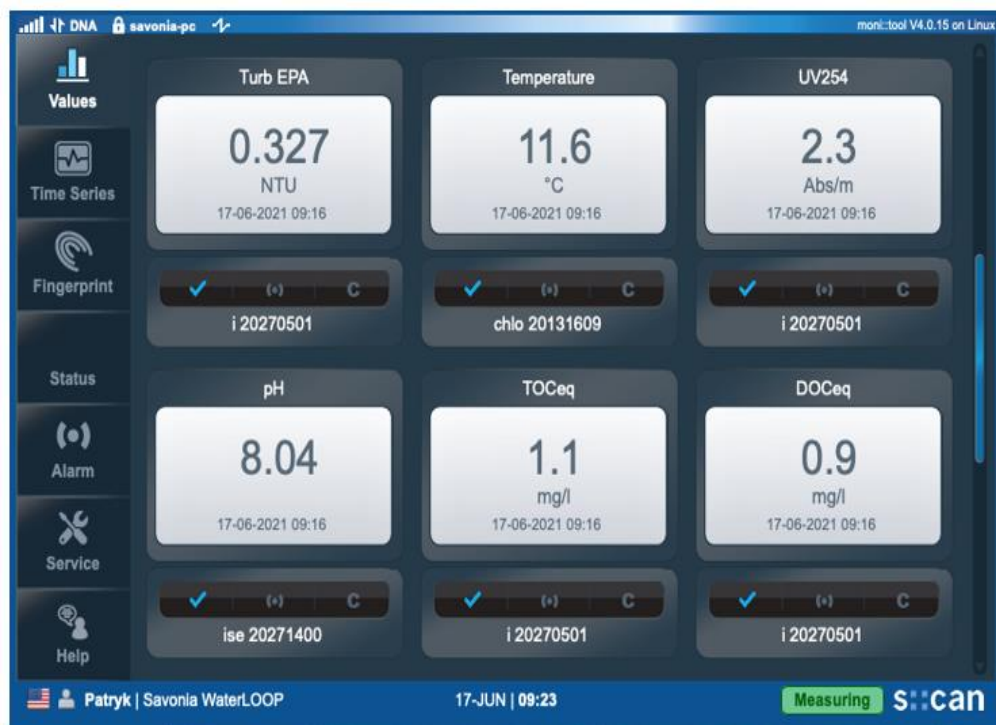 DNA savonia-pc moni::tool V4.0.15 on Linux
Values
Time Series
Fingerprint
Status
Alarm
Service
Help
Turb EPA Temperature UV254
0.327 11.6 2.3
NTU °C Abs/m
17-06-2021 09:16 17-06-2021 09:16 17-06-2021 09:16
C C C
i 20270501 chlo 20131609 i 20270501
pH TOCeq DOCeq
8.04 1.1 0.9
mg/l mg/l
17-06-2021 09:16 17-06-2021 09:16 17-06-2021 09:16
C C C
ise 20271400 i 20270501 i 20270501
Patryk | Savonia WaterLOOP 17-JUN | 09:23 Measuring s::can